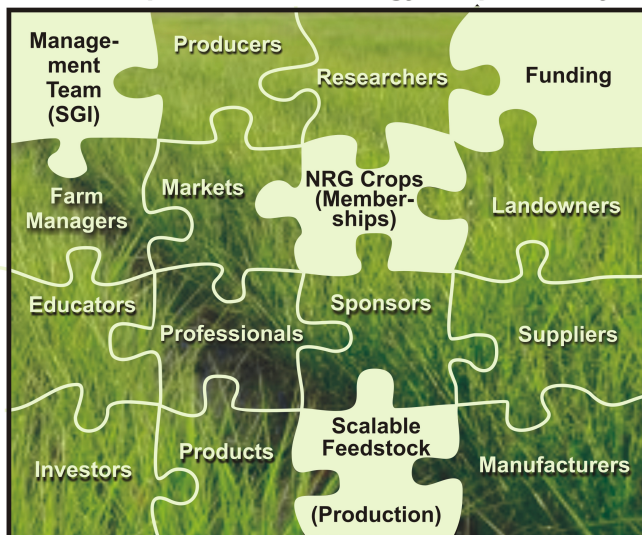 Manage-
ment
Team
(SGI)
Producers
Researchers
Funding
Farm
Managers
Markets
NRG Crops
(Member-
ships)
Landowners
Educators
Professionals
Sponsors
Suppliers
Investors
Products
Scalable
Feedstock
(Production)
Manufacturers